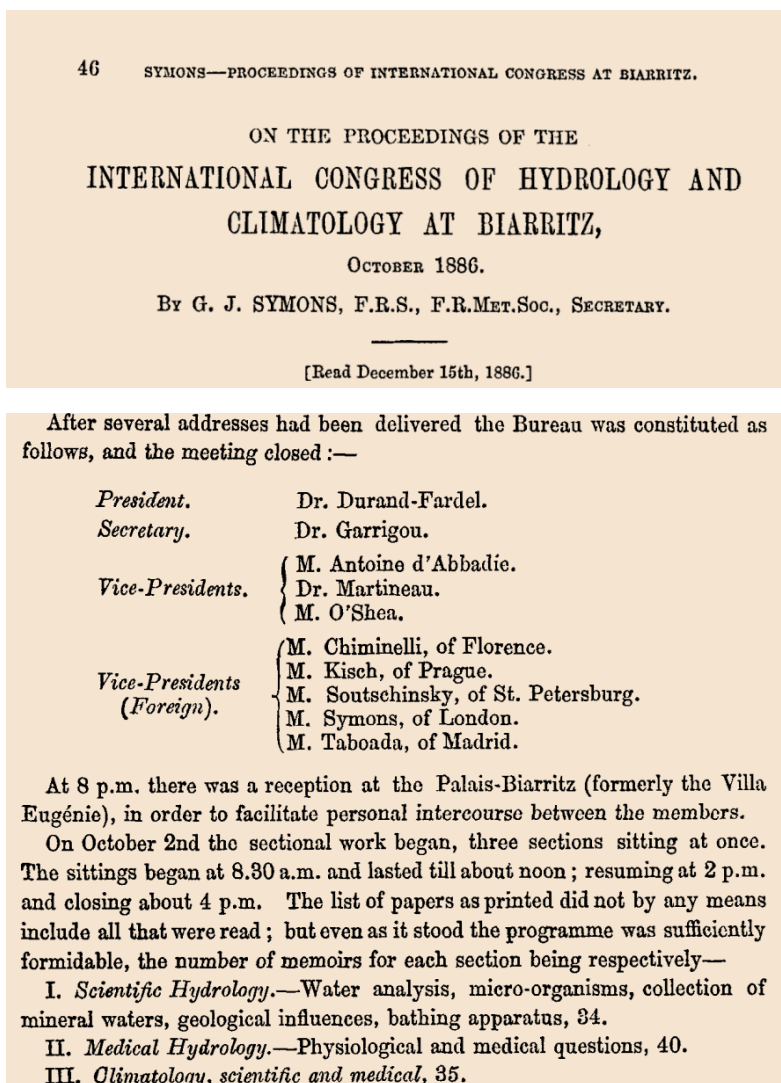 46 SYMONS—PROCEEDINGS OF INTERNATIONAL CONGRESS AT BIARRITZ.
ON THE PROCEEDINGS OF THE
INTERNATIONAL CONGRESS OF HYDROLOGY AND
CLIMATOLOGY AT BIARRITZ,
OCTOBER 1886.
BY G. J. SYMONS, F.R.S., F.R.MET.SOC., SECRETARY.
[Read December 15th, 1886.]
After several addresses had been delivered the Bureau was constituted as
follows, and the meeting closed :—
President. Dr. Durand-Fardel.
Secretary. Dr. Garrigou.
Vice-Presidents.
M. Antoine d'Abbadie.
Dr. Martineau.
M. O'Shea.
Vice-Presidents
(Foreign).
M. Chiminelli, of Florence.
M. Kisch, of Prague.
M. Soutschinsky, of St. Petersburg.
M. Symons, of London.
M. Taboada, of Madrid.
At 8 p.m. there was a reception at the Palais-Biarritz (formerly the Villa
Eugénie), in order to facilitate personal intercourse between the members.
On October 2nd the sectional work began, three sections sitting at once.
The sittings began at 8.30 a.m. and lasted till about noon ; resuming at 2 p.m.
and closing about 4 p.m. The list of papers as printed did not by any means
include all that were read ; but even as it stood the programme was sufficiently
formidable, the number of memoirs for each section being respectively—
I. Scientific Hydrology.—Water analysis, micro-organisms, collection of
mineral waters, geological influences, bathing apparatus, 34.
II. Medical Hydrology.—Physiological and medical questions, 40.
III. Climatology, scientific and medical, 35.